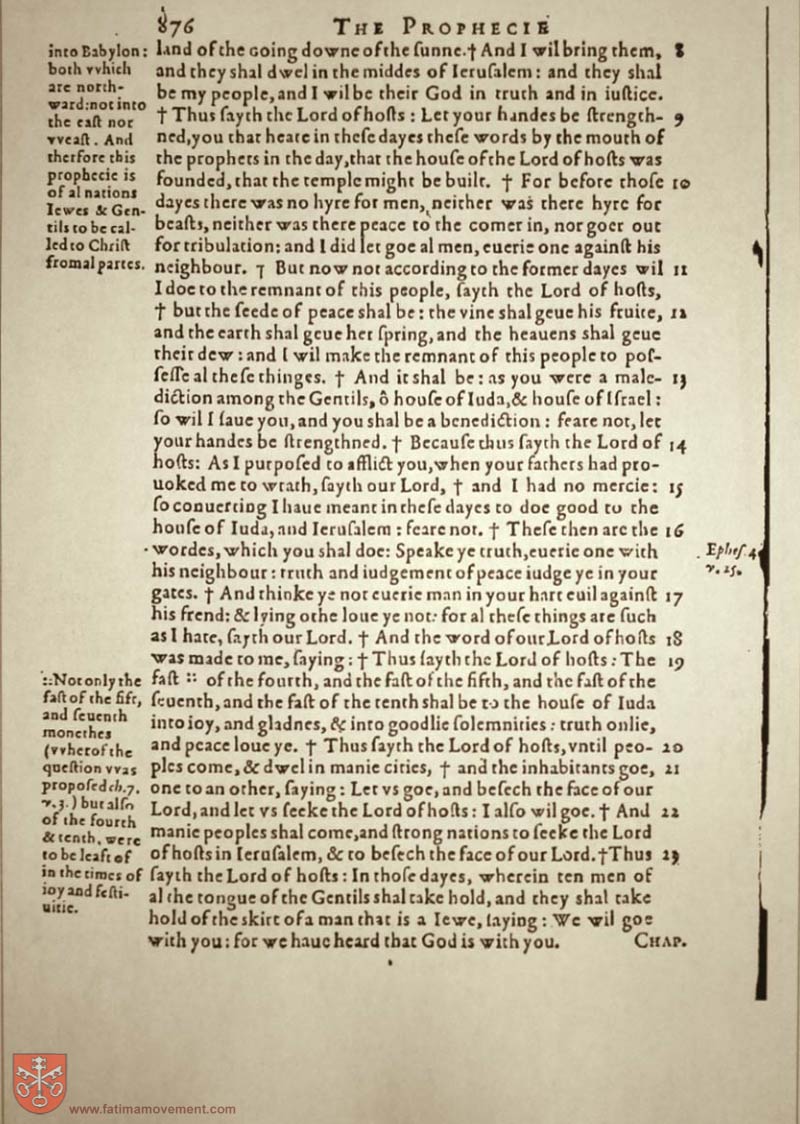 876 THE PROPHECIE
into Babylon:
both vvhich
are north-
ward: not into
the eaſt nor
vveaſt. And
therfore this
prophecie is
of al nations
Iewes & Gen-
tils to be cal-
led to Chriſt
from al partes.
land of the going downe of the ſunne. † And I wil bring them, 8
and they ſhal dwel in the middes of Ieruſalem: and they ſhal
be my people, and I wil be their God in truth and in iuſtice.
† Thus ſayth the Lord of hoſts: Let your handes be ſtrength- 9
ned, you that heare in theſe dayes theſe words by the mouth of
the prophets in the day, that the houſe of the Lord of hoſts was
founded, that the temple might be built. † For before thoſe 10
dayes there was no hyre for men, neither was there hyre for
beaſts, neither was there peace to the comer in, nor goer out
for tribulation: and I did let goe al men, euerie one againſt his
neighbour. † But now not according to the former dayes wil 11
I doe to the remnant of this people, ſayth the Lord of hoſts,
† but the ſeede of peace ſhal be: the vine ſhal geue his fruite, 12
and the earth ſhal geue her ſpring, and the heauens ſhal geue
their dew: and I wil make the remnant of this people to poſ-
ſeſſe al theſe thinges. † And it ſhal be: as you were a male- 13
diction among the Gentils, ô houſe of Iuda, & houſe of Iſrael:
ſo wil I ſaue you, and you ſhal be a benediction: feare not, let
your handes be ſtrengthned. † Becauſe thus ſayth the Lord of 14
hoſts: As I purpoſed to afflict you, when your fathers had pro-
uoked me to wrath, ſayth our Lord, † and I had no mercie: 15
ſo conuerting I haue meant in theſe dayes to doe good to the
houſe of Iuda, and Ieruſalem: feare not. † Theſe then are the 16
wordes, which you ſhal doe: Speake ye truth, euerie one with
his neighbour: truth and iudgement of peace iudge ye in your
gates. † And thinke ye not euerie man in your hart euil againſt 17
his frend: & lying othe loue ye not: for al theſe things are ſuch
as I hate, ſayth our Lord. † And the word of our Lord of hoſts 18
was made to me, ſaying: † Thus ſayth the Lord of hoſts: The 19
faſt :: of the fourth, and the faſt of the fifth, and the faſt of the
ſeuenth, and the faſt of the tenth ſhal be to the houſe of Iuda
into ioy, and gladnes, & into goodlie ſolemnities: truth onlie,
and peace loue ye. † Thus ſayth the Lord of hoſts, vntil peo- 20
ples come, & dwel in manie cities, † and the inhabitants goe, 21
one to an other, ſaying: Let vs goe, and beſech the face of our
Lord, and let vs ſeeke the Lord of hoſts: I alſo wil goe. † And 22
manie peoples ſhal come, and ſtrong nations to ſeeke the Lord
of hoſts in Ieruſalem, & to beſech the face of our Lord. † Thus 23
ſayth the Lord of hoſts: In thoſe dayes, wherein ten men of
al the tongue of the Gentils ſhal take hold, and they ſhal take
hold of the skirt of a man that is a Iewe, ſaying: We wil goe
with you: for we haue heard that God is with you. CHAP.
Epheſ. 4
v. 25.
:: Not only the
faſt of the fift,
and ſeuenth
monethes
(vvherof the
queſtion vvas
propoſed ch. 7.
v. 3.) but alſo
of the fourth
& tenth, were
to be leaft of
in the times of
ioy and feſti-
uitie.
www.fatimamovement.com